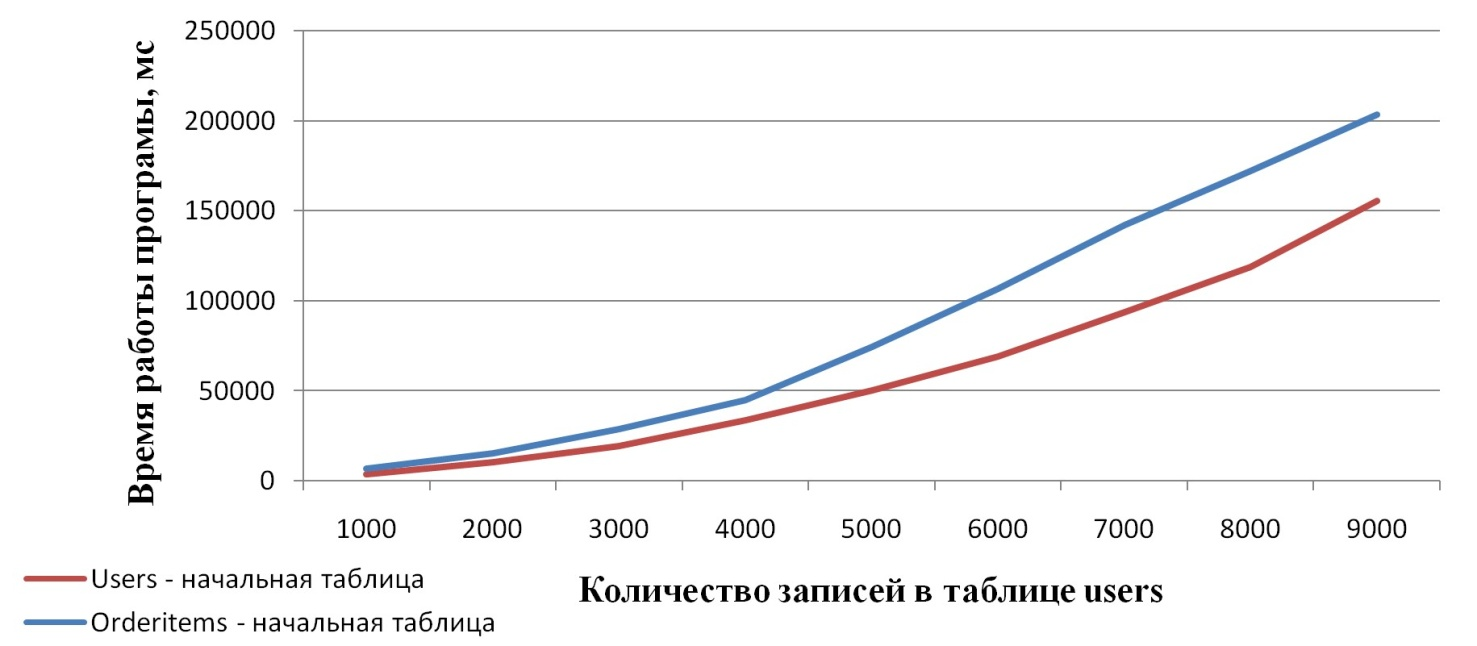 Время работы програмы, мс
250000
200000
150000
100000
50000
0
1000 2000 3000 4000 5000 6000 7000 8000 9000
Количество записей в таблице users
Users - начальная таблица
Orderitems - начальная таблица